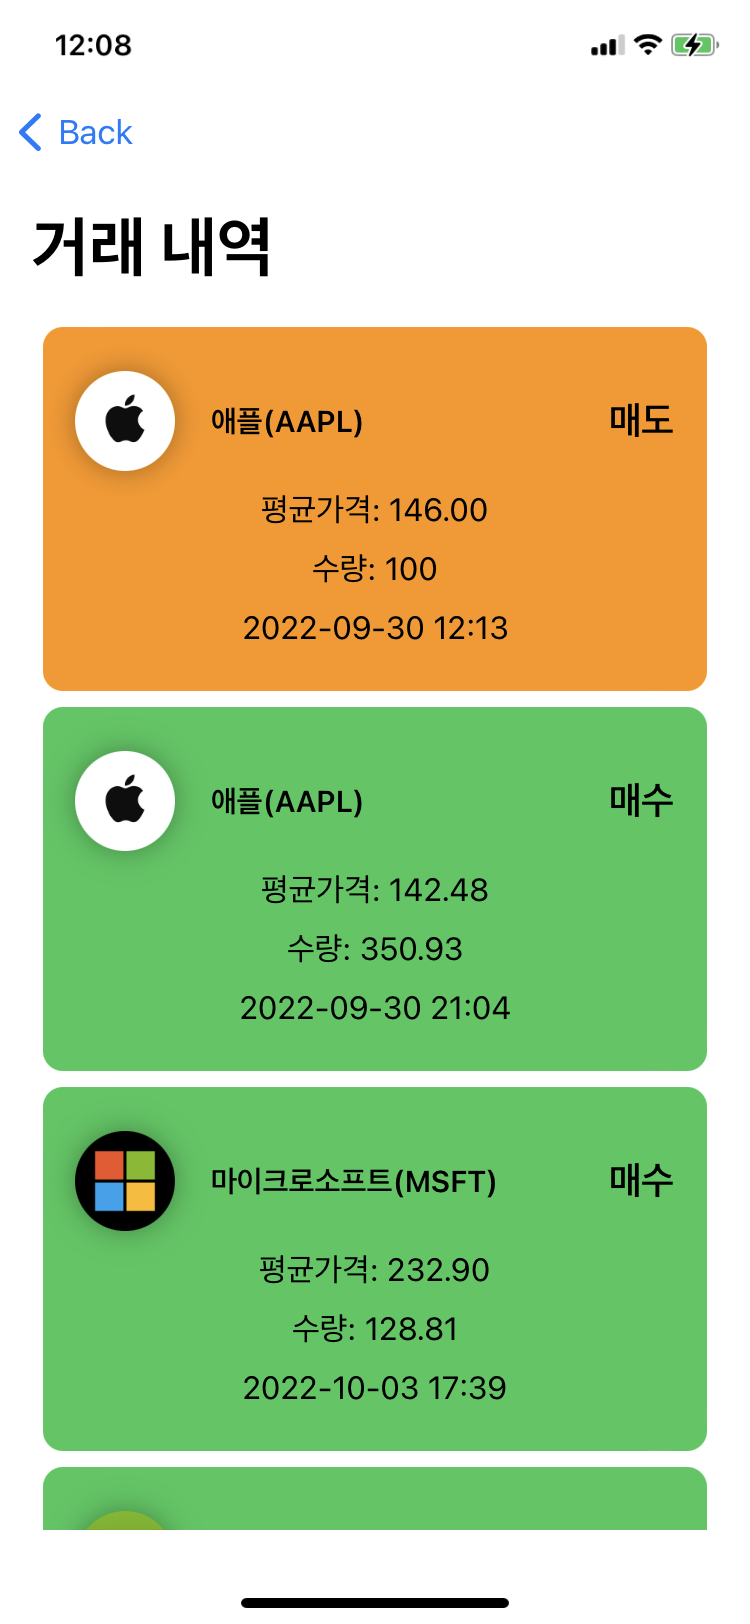 12:08
Back
거래 내역
애플(AAPL)
매도
평균가격: 146.00
수량: 100
2022-09-30 12:13
애플(AAPL)
매수
평균가격: 142.48
수량: 350.93
2022-09-30 21:04
마이크로소프트(MSFT)
매수
평균가격: 232.90
수량: 128.81
2022-10-03 17:39